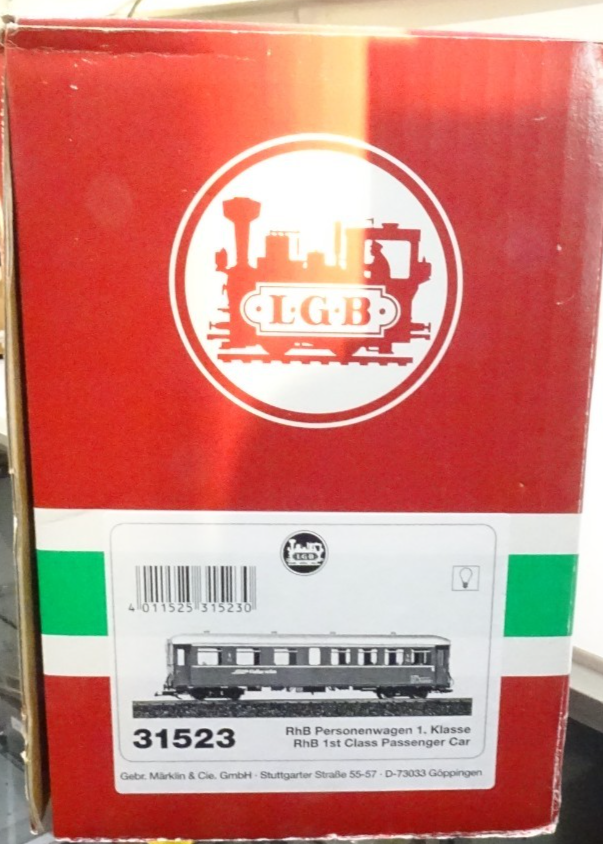 L·G·B
LGB
4 011525 315230
31523
RhB Personenwagen 1. Klasse
RhB 1st Class Passenger Car
Gebr. Märklin & Cie. GmbH · Stuttgarter Straße 55-57 · D-73033 Göppingen